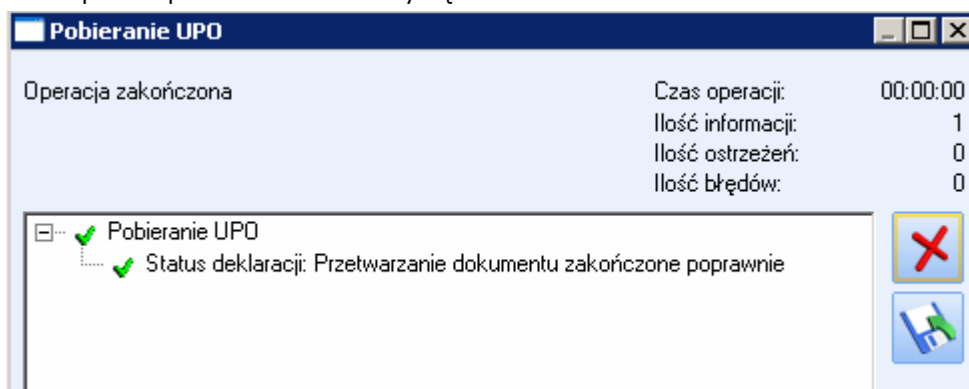 Pobieranie UPO
Operacja zakończona
Czas operacji: 00:00:00
Ilość informacji: 1
Ilość ostrzeżeń: 0
Ilość błędów: 0
Pobieranie UPO
Status deklaracji: Przetwarzanie dokumentu zakończone poprawnie